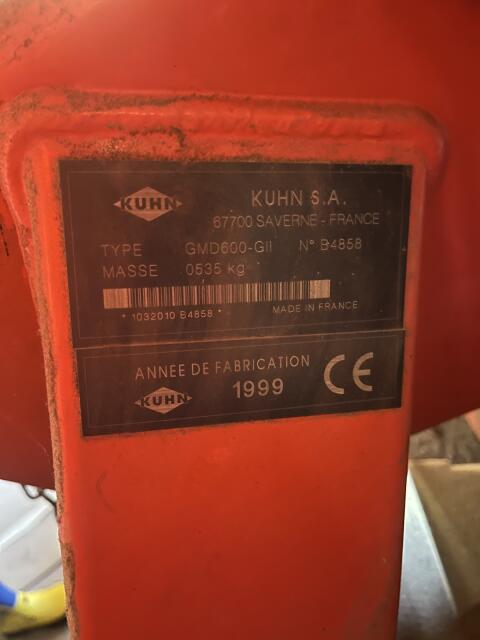 KUHN
KUHN S.A.
67700 SAVERNE - FRANCE
TYPE GMD600-GII N° B4858
MASSE 0535 kg
* 1032010 B4858 * MADE IN FRANCE
ANNEE DE FABRICATION
KUHN 1999 CE